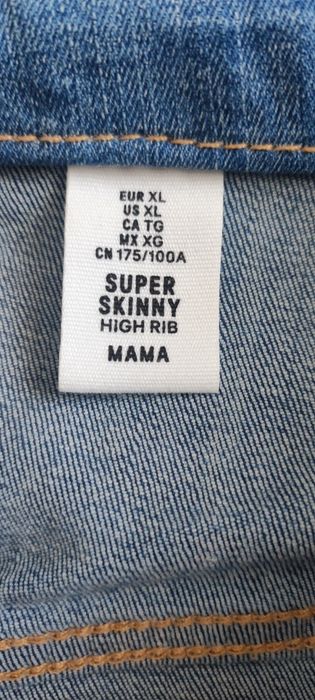 EUR XL
US XL
CA TG
MX XG
CN 175/100A
SUPER
SKINNY
HiGH RIB
MAMA